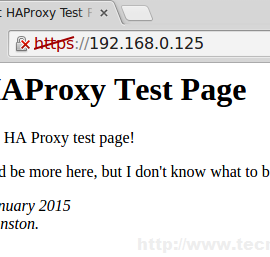 HAProxy Test P
https://192.168.0.125
HAProxy Test Page
HA Proxy test page!
d be more here, but I don't know what to b
nuary 2015
nston.
http://www.tecm